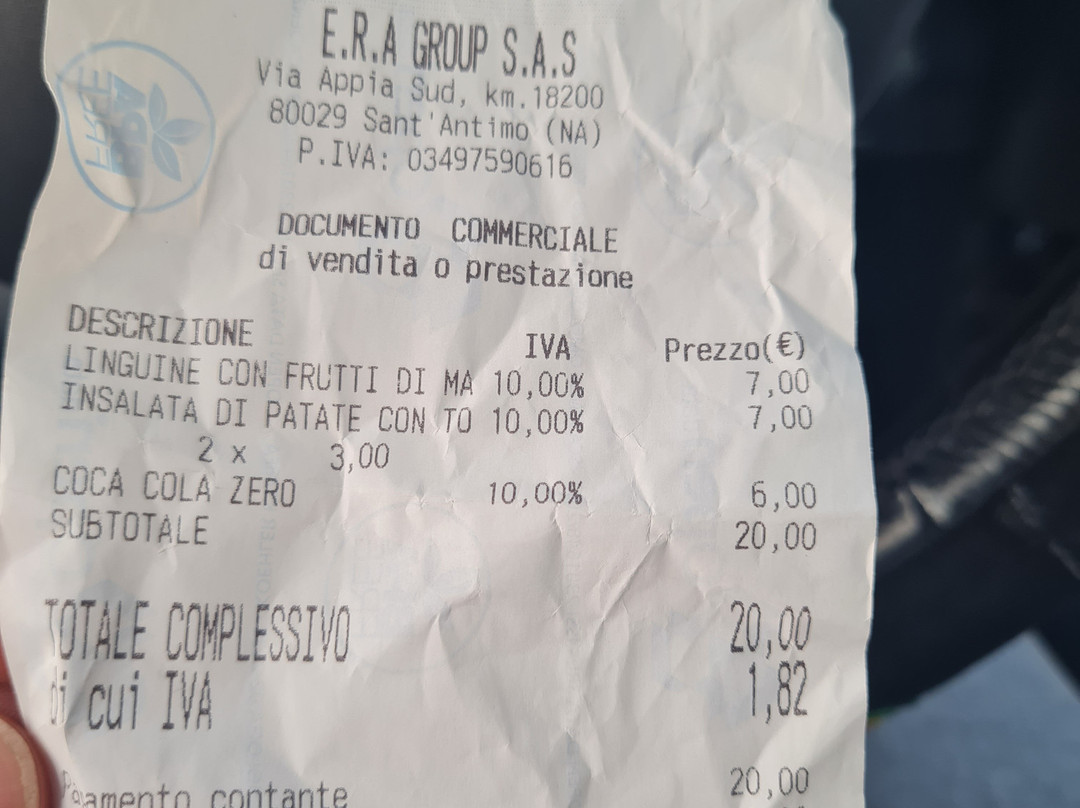 E.R.A GROUP S.A.S
Via Appia Sud, km.18200
80029 Sant'Antimo (NA)
P.IVA: 03497590616
DOCUMENTO COMMERCIALE
di vendita o prestazione
DESCRIZIONE IVA Prezzo(€)
LINGUINE CON FRUTTI DI MA 10,00% 7,00
INSALATA DI PATATE CON TO 10,00% 7,00
2 x 3,00
COCA COLA ZERO 10,00% 6,00
SUBTOTALE 20,00
TOTALE COMPLESSIVO 20,00
di cui IVA 1,82
Pagamento contante 20,00